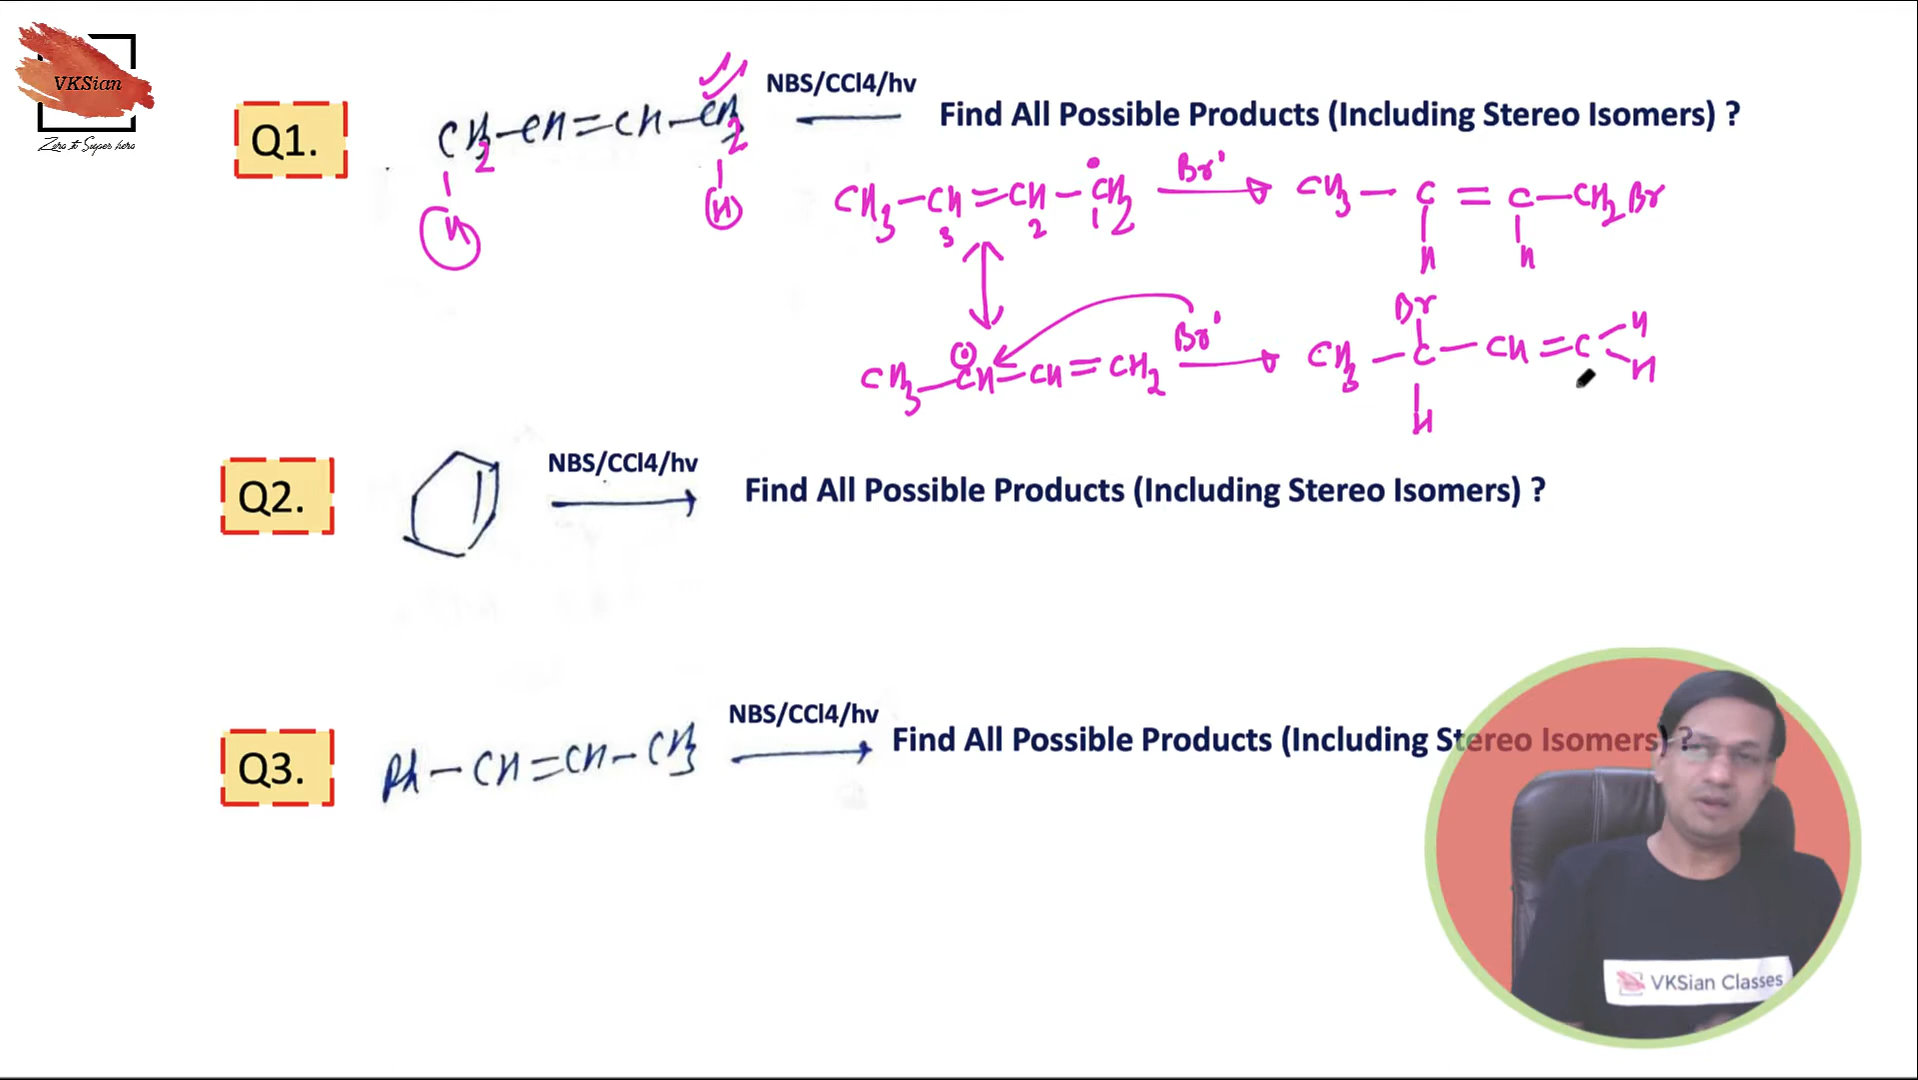 VKSian
Zero to Super hero
Q1.
CH2-CH=CH-CH2
H
H
NBS/CCl4/hv
Find All Possible Products (Including Stereo Isomers) ?
CH3-CH=CH-CH2
3 2 1
Br•
CH3-C=C-CH2Br
H H
CH3-CH=CH=CH2
Br•
Br
CH3-C-CH=C
H
H
H
Q2.
NBS/CCl4/hv
Find All Possible Products (Including Stereo Isomers) ?
Q3.
Ph-CH=CH-CH3
NBS/CCl4/hv
Find All Possible Products (Including Stereo Isomers) ?
VKSian Classes